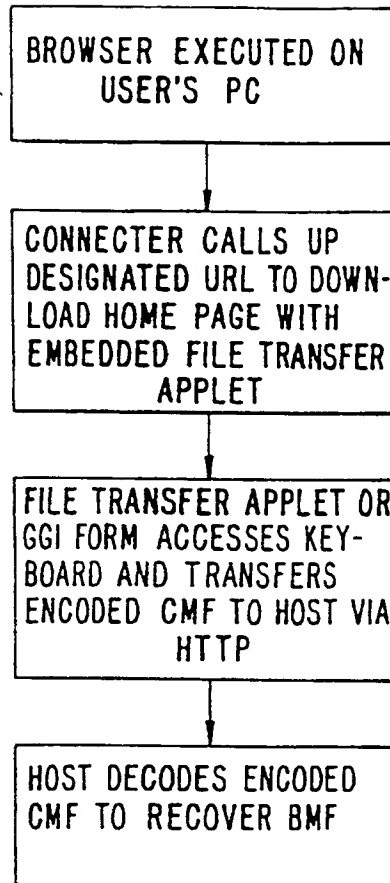 BROWSER EXECUTED ON
USER'S PC
CONNECTER CALLS UP
DESIGNATED URL TO DOWN-
LOAD HOME PAGE WITH
EMBEDDED FILE TRANSFER
APPLET
FILE TRANSFER APPLET OR
GGI FORM ACCESSES KEY-
BOARD AND TRANSFERS
ENCODED CMF TO HOST VIA
HTTP
HOST DECODES ENCODED
CMF TO RECOVER BMF